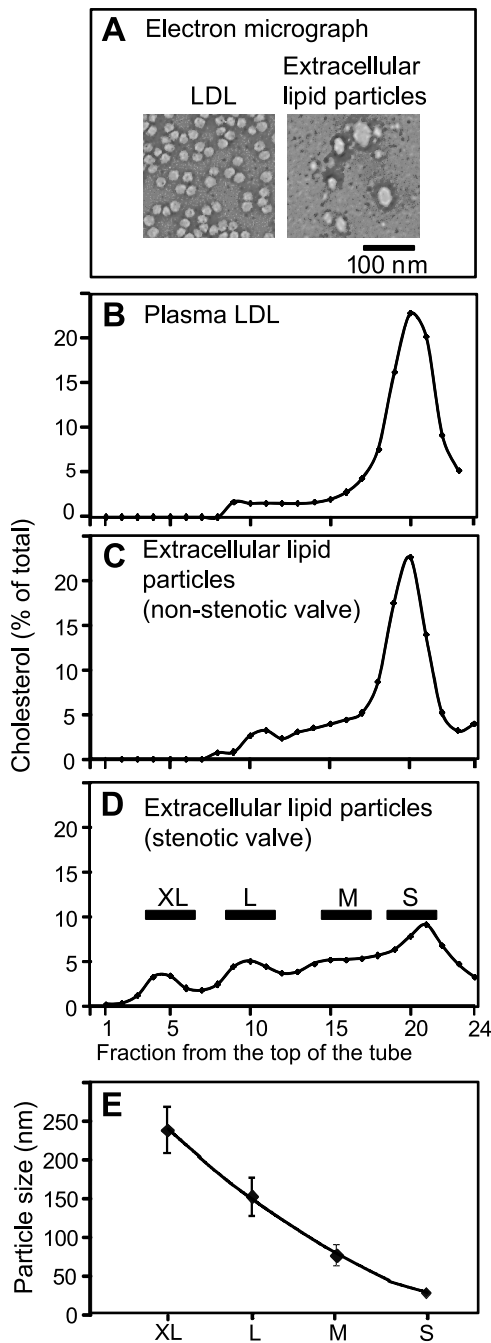 A Electron micrograph
LDL
Extracellular
lipid particles
100 nm
Cholesterol (% of total)
B Plasma LDL
20
15
10
5
0
C Extracellular lipid
particles
(non-stenotic valve)
20
15
10
5
0
D Extracellular lipid particles
(stenotic valve)
XL L M S
20
15
10
5
0
1 5 10 15 20 24
Fraction from the top of the tube
E
Particle size (nm)
250
200
150
100
50
0
XL L M S